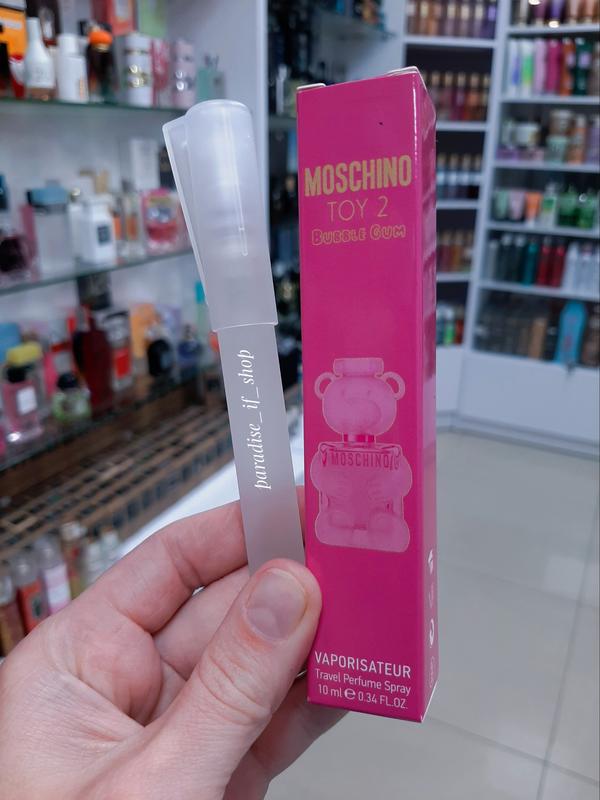 paradise_if_shop
MOSCHINO
TOY 2
BUBBLE GUM
MOSCHINO
VAPORISATEUR
Travel Perfume Spray
10 ml e 0.34 FL.OZ.